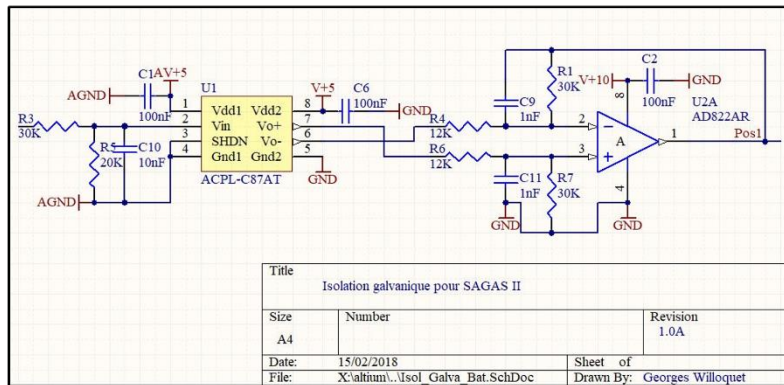 C1
AV+5
AGND
100nF
U1
R3
30K
R5
20K
C10
10nF
AGND
1
2
3
4
Vdd1
Vin
SHDN
Gnd1
Vdd2
Vo+
Vo-
Gnd2
8
7
6
5
ACPL-C87AT
V+5
C6
100nF
GND
GND
R4
12K
R6
12K
C9
1nF
R1
30K
C11
1nF
R7
30K
GND
V+10
C2
100nF
GND
U2A
AD822AR
8
2
3
A
1
4
Pos1
GND
Title
Isolation galvanique pour SAGAS II
Size
Number
Revision
A4
1.0A
Date: 15/02/2018 Sheet of
File: X:\altium\..\Isol_Galva_Bat.SchDoc Drawn By: Georges Willoquet